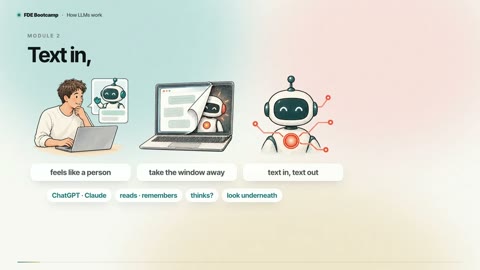 FDE Bootcamp · How LLMs work
MODULE 2
Text in,
feels like a person
take the window away
text in, text out
ChatGPT · Claude
reads · remembers
thinks?
look underneath